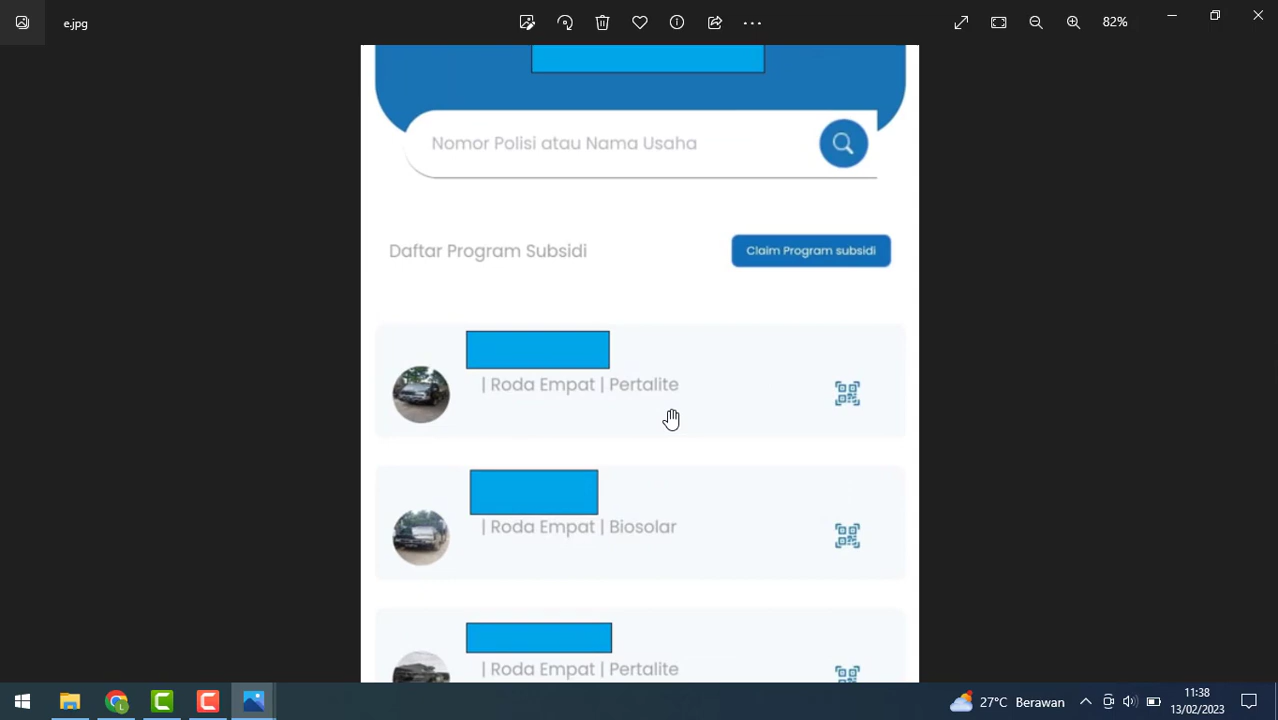 e.jpg
82%
Nomor Polisi atau Nama Usaha
Daftar Program Subsidi
Claim Program subsidi
| Roda Empat | Pertalite
| Roda Empat | Biosolar
| Roda Empat | Pertalite
27°C Berawan
11:38
13/02/2023